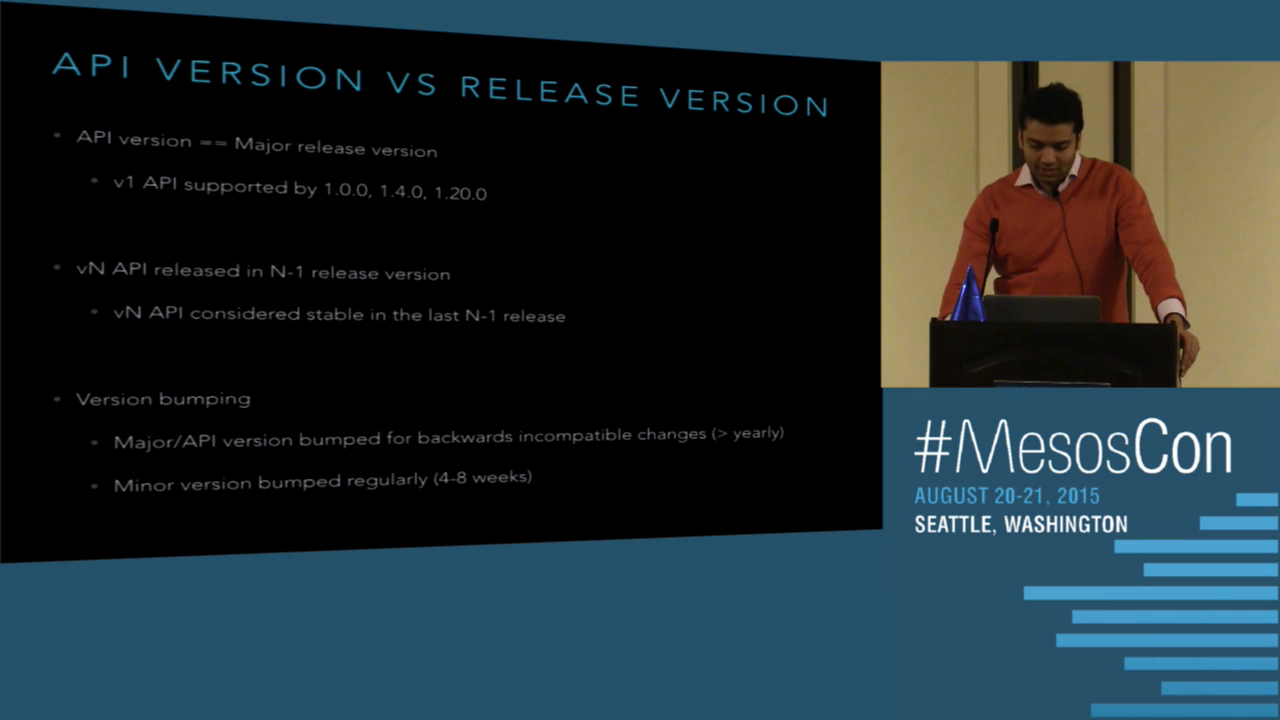 API VERSION VS RELEASE VERSION
• API version == Major release version
• v1 API supported by 1.0.0, 1.4.0, 1.20.0
• vN API released in N-1 release version
• vN API considered stable in the last N-1 release
• Version bumping
• Major/API version bumped for backwards incompatible changes (> yearly)
• Minor version bumped regularly (4-8 weeks)
#MesosCon
AUGUST 20-21, 2015
SEATTLE, WASHINGTON